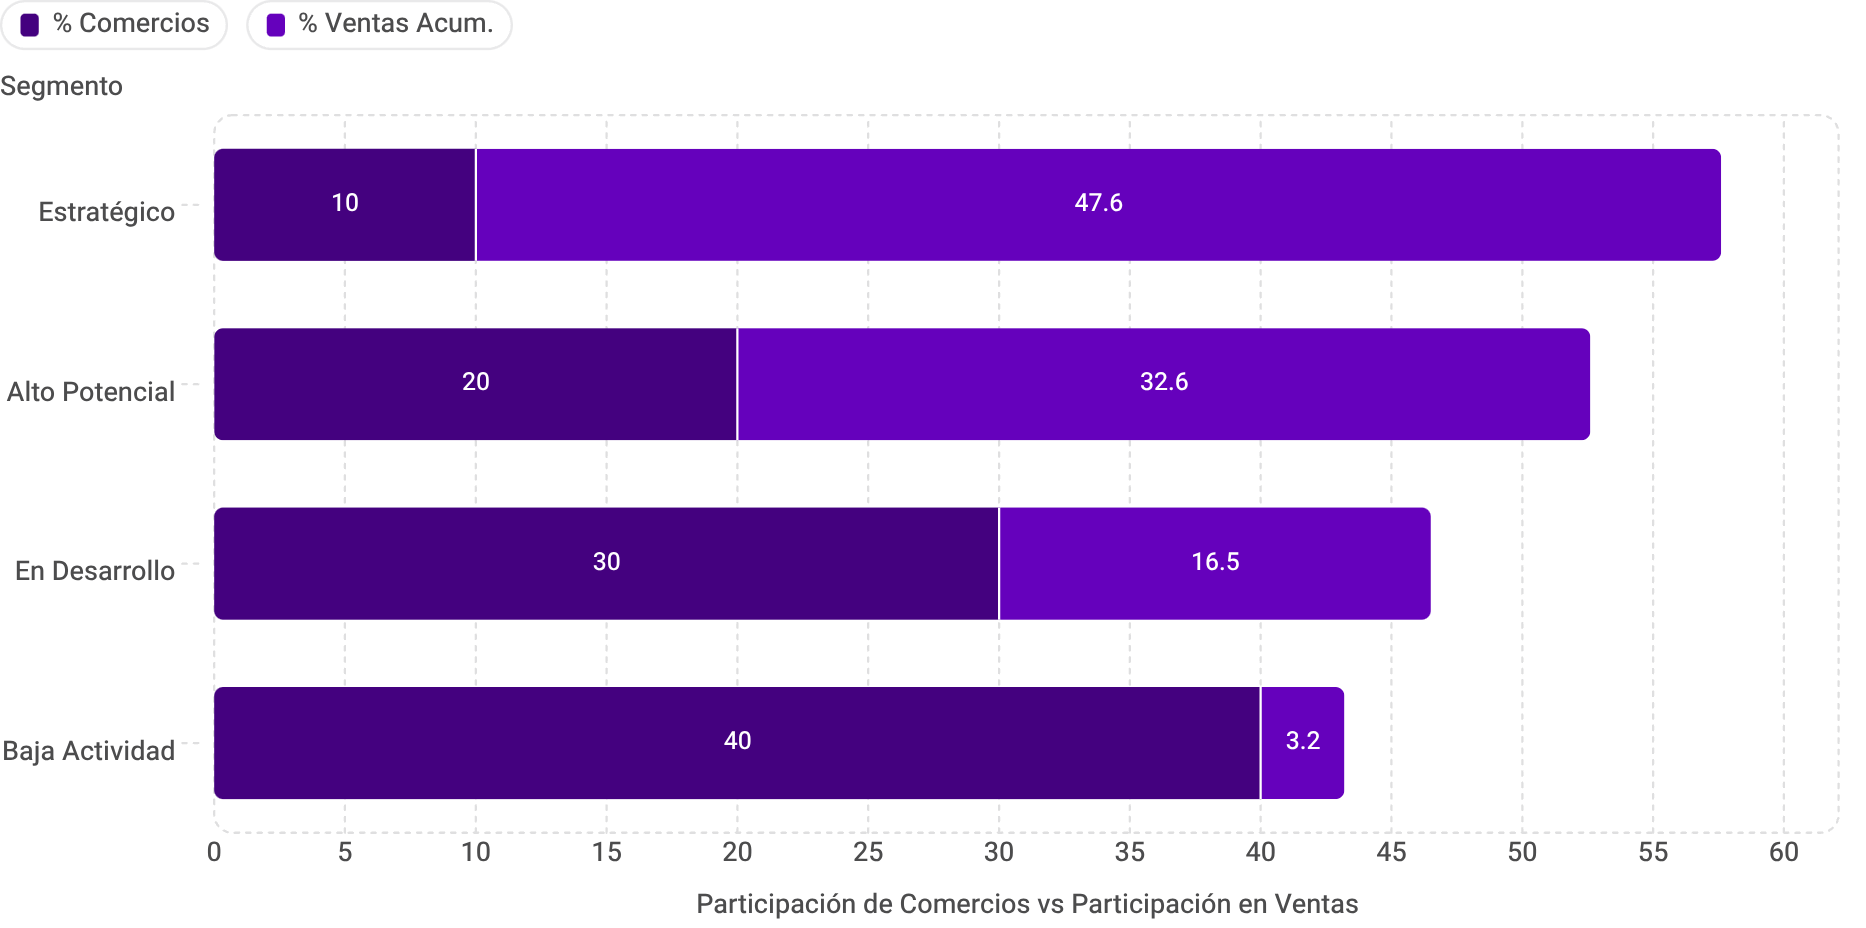 % Comercios % Ventas Acum.
Segmento
Estratégico 10 47.6
Alto Potencial 20 32.6
En Desarrollo 30 16.5
Baja Actividad 40 3.2
0 5 10 15 20 25 30 35 40 45 50 55 60
Participación de Comercios vs Participación en Ventas